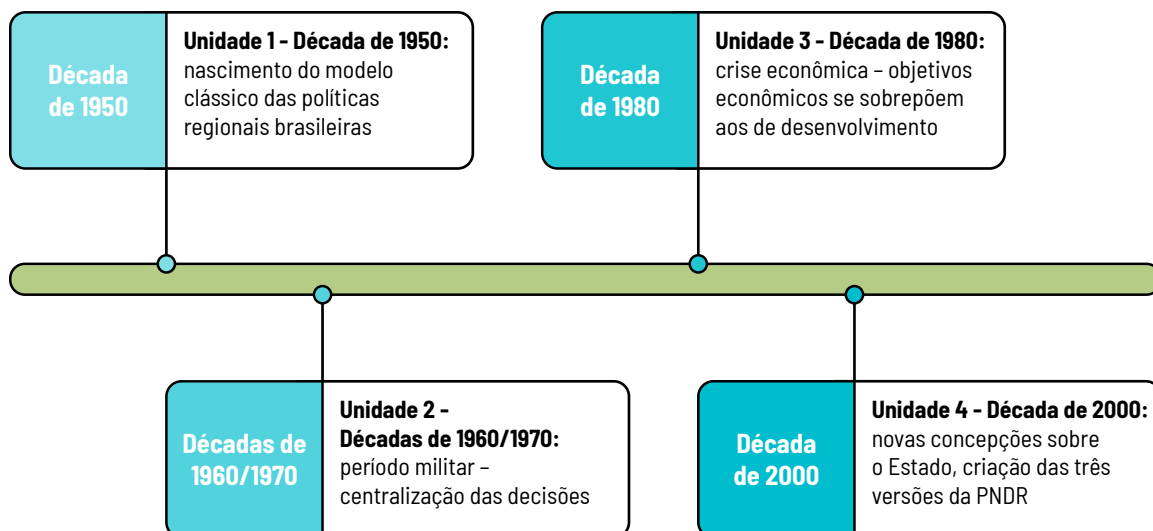 Década
de 1950
Unidade 1 - Década de 1950:
nascimento do modelo
clássico das políticas
regionais brasileiras
Década
de 1980
Unidade 3 - Década de 1980:
crise econômica – objetivos
econômicos se sobrepõem
aos de desenvolvimento
Décadas de
1960/1970
Unidade 2 -
Décadas de 1960/1970:
período militar –
centralização das decisões
Década
de 2000
Unidade 4 - Década de 2000:
novas concepções sobre
o Estado, criação das três
versões da PNDR